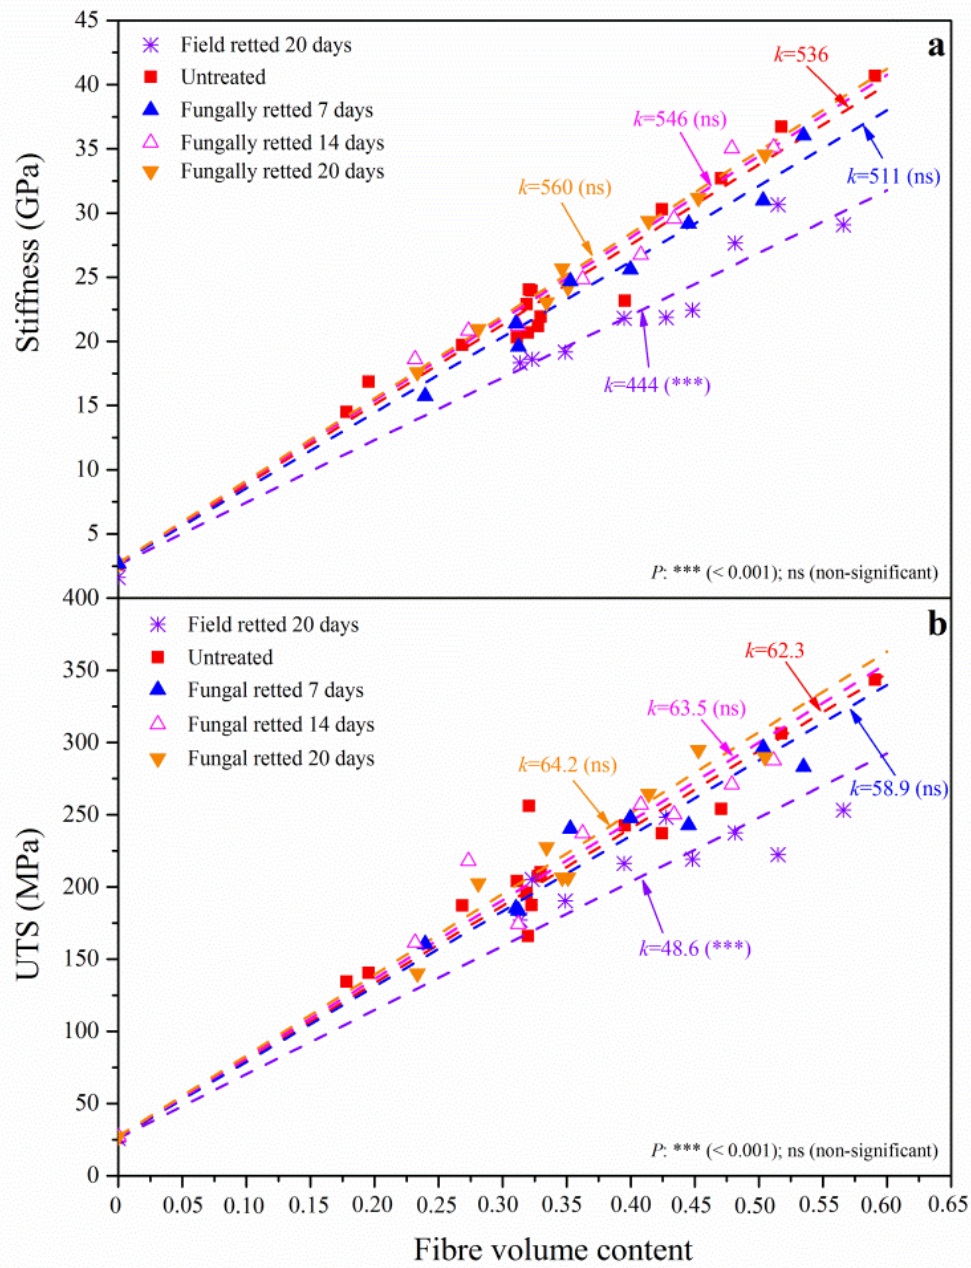 45
40
35
30
25
20
15
10
5
Stiffness (GPa)
a
Field retted 20 days
Untreated
Fungally retted 7 days
Fungally retted 14 days
Fungally retted 20 days
k=536
k=546 (ns)
k=511 (ns)
k=560 (ns)
k=444 (***)
P: *** (< 0.001); ns (non-significant)
400
350
300
250
200
150
100
50
0
UTS (MPa)
b
Field retted 20 days
Untreated
Fungal retted 7 days
Fungal retted 14 days
Fungal retted 20 days
k=62.3
k=63.5 (ns)
k=64.2 (ns)
k=58.9 (ns)
k=48.6 (***)
P: *** (< 0.001); ns (non-significant)
0 0.05 0.10 0.15 0.20 0.25 0.30 0.35 0.40 0.45 0.50 0.55 0.60 0.65
Fibre volume content